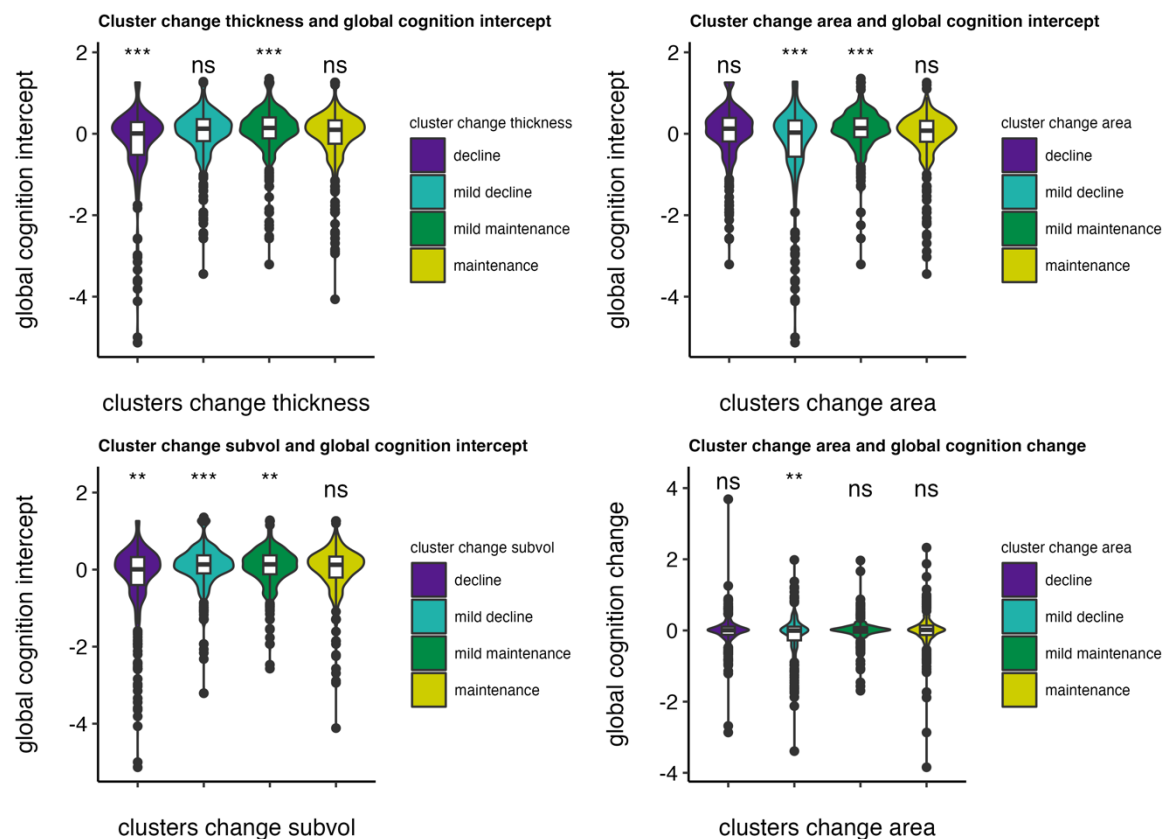 Cluster change thickness and global cognition intercept
global cognition intercept
2
0
-2
-4
***
ns
***
ns
clusters change thickness
cluster change thickness
decline
mild decline
mild maintenance
maintenance
Cluster change area and global cognition intercept
global cognition intercept
2
0
-2
-4
ns
***
***
ns
clusters change area
cluster change area
decline
mild decline
mild maintenance
maintenance
Cluster change subvol and global cognition intercept
global cognition intercept
2
0
-2
-4
**
***
**
ns
clusters change subvol
cluster change subvol
decline
mild decline
mild maintenance
maintenance
Cluster change area and global cognition change
global cognition change
4
2
0
-2
-4
ns
**
ns
ns
clusters change area
cluster change area
decline
mild decline
mild maintenance
maintenance